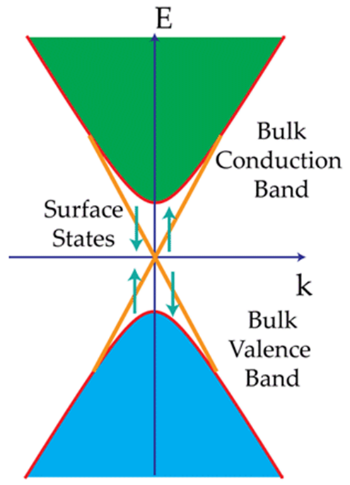 E
Bulk
Conduction
Band
Surface
States
k
Bulk
Valence
Band